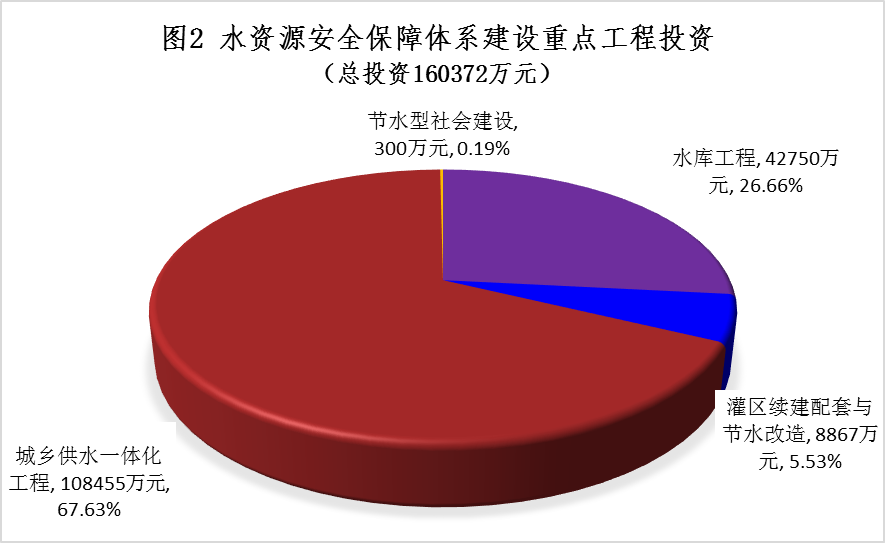 图2 水资源安全保障体系建设重点工程投资
（总投资160372万元）
节水型社会建设,
300万元, 0.19%
水库工程, 42750万
元, 26.66%
灌区续建配套与
节水改造, 8867万
元, 5.53%
城乡供水一体化
工程, 108455万元,
67.63%